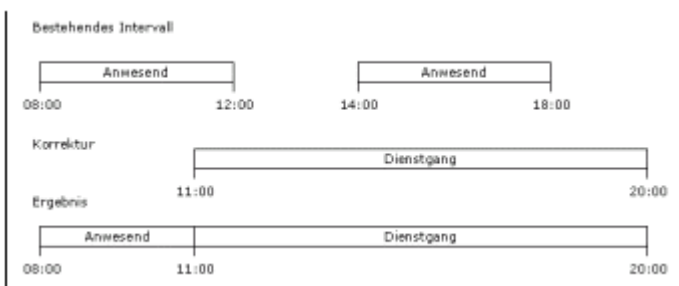 Bestehendes Intervall
Anwesend Anwesend
08:00 12:00 14:00 18:00
Korrektur
Dienstgang
11:00 20:00
Ergebnis
Anwesend Dienstgang
08:00 11:00 20:00